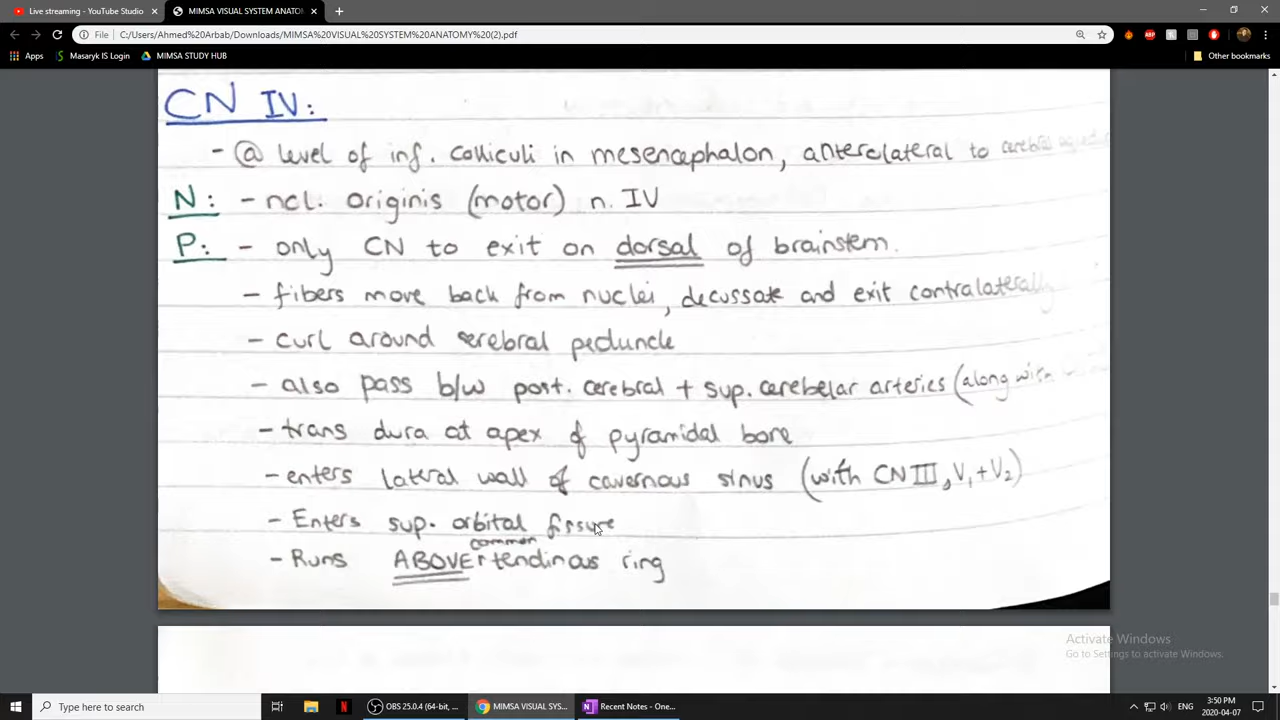 Live streaming - YouTube Studio
MIMSA VISUAL SYSTEM ANATOM
File C:/Users/Ahmed%20Arbab/Downloads/MIMSA%20VISUAL%20SYSTEM%20ANATOMY%20(2).pdf
ABP
Apps Masaryk IS Login MIMSA STUDY HUB Other bookmarks
CN IV:
- @ level of inf. colliculi in mesencephalon, anterolateral to cerebral
N: - ncl. originis (motor) n. IV
P: - only CN to exit on dorsal of brainstem.
- fibers move back from nuclei, decussate and exit contralaterally
- curl around cerebral peduncle
- also pass b/w post. cerebral + sup. cerebelar arteries (along with
- trans dura at apex of pyramidal bone
- enters lateral wall of cavernous sinus (with CN III, V1 + V2)
- Enters sup. orbital fissure
common
- Runs ABOVE tendinous ring
Activate Windows
Go to Settings to activate Windows.
Type here to search
OBS 25.0.4 (64-bit, ...
MIMSA VISUAL SYS...
Recent Notes - One...
3:50 PM
2020-04-07